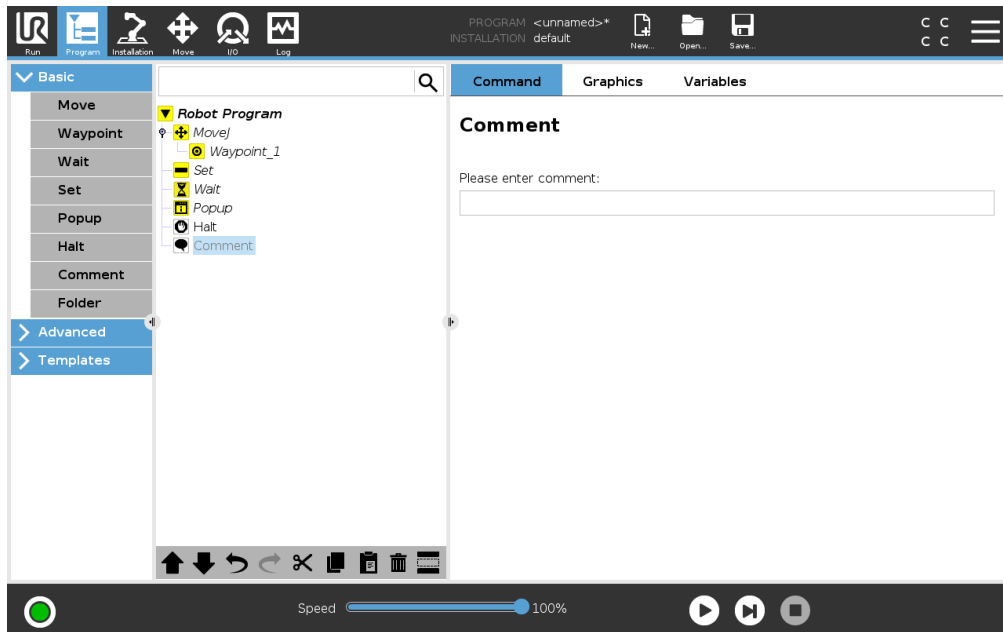 PROGRAM <unnamed>*
INSTALLATION default
Run Program Installation Move I/O Log
New... Open... Save...
C C
C C
Basic
Move
Waypoint
Wait
Set
Popup
Halt
Comment
Folder
Advanced
Templates
Robot Program
MoveJ
Waypoint_1
Set
Wait
Popup
Halt
Comment
Command Graphics Variables
Comment
Please enter comment:
Speed 100%